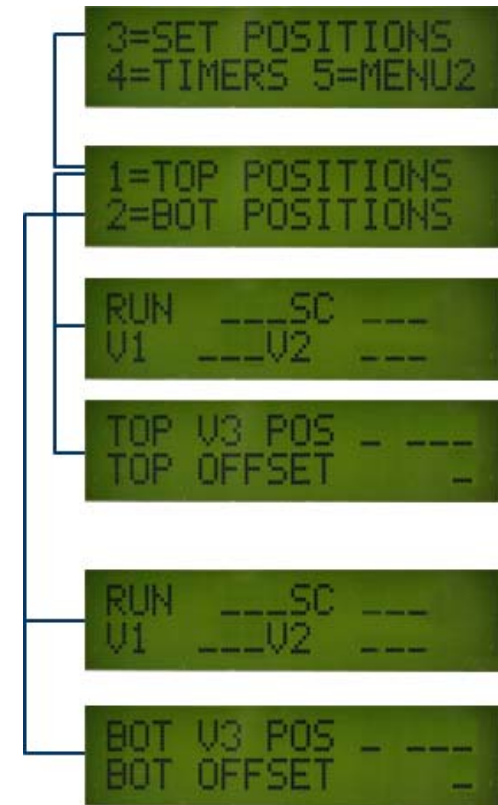 3=SET POSITIONS
4=TIMERS 5=MENU2
1=TOP POSITIONS
2=BOT POSITIONS
RUN ___SC ___
V1 ___V2 ___
TOP V3 POS _ ___
TOP OFFSET _
RUN ___SC ___
V1 ___V2 ___
BOT V3 POS _ ___
BOT OFFSET _